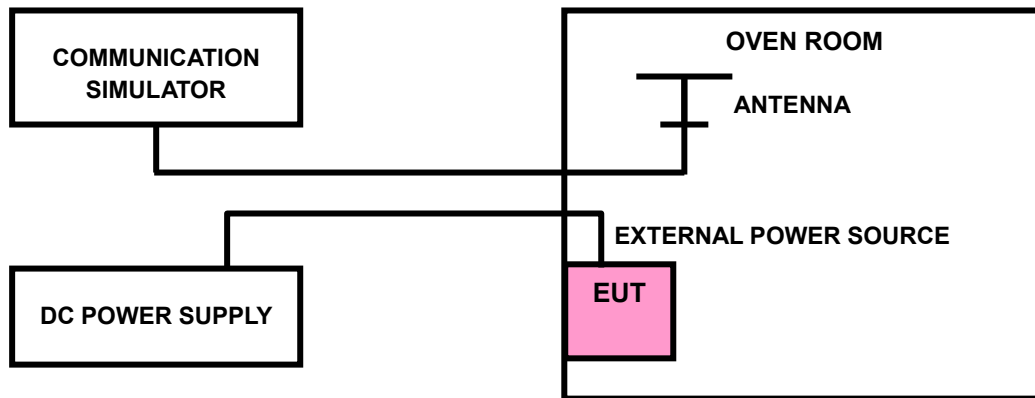 COMMUNICATION
SIMULATOR
OVEN ROOM
ANTENNA
EXTERNAL POWER SOURCE
DC POWER SUPPLY
EUT